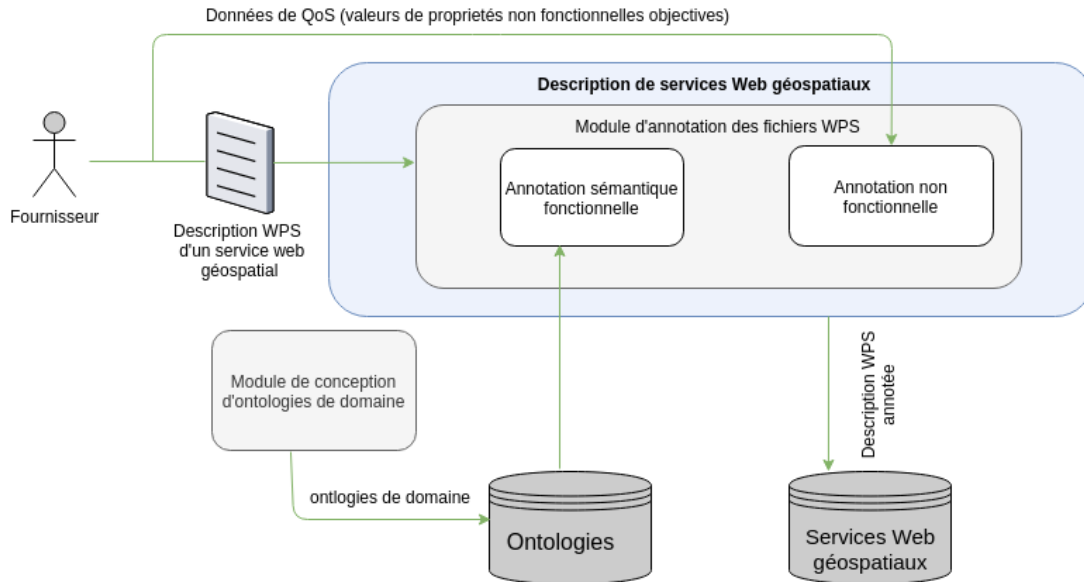 Données de QoS (valeurs de proprietés non fonctionnelles objectives)
Description de services Web géospatiaux
Module d'annotation des fichiers WPS
Annotation sémantique
fonctionnelle
Annotation non
fonctionnelle
Fournisseur
Description WPS
d'un service web
géospatial
Module de conception
d'ontologies de domaine
Description WPS
annotée
ontlogies de domaine
Ontologies
Services Web
géospatiaux